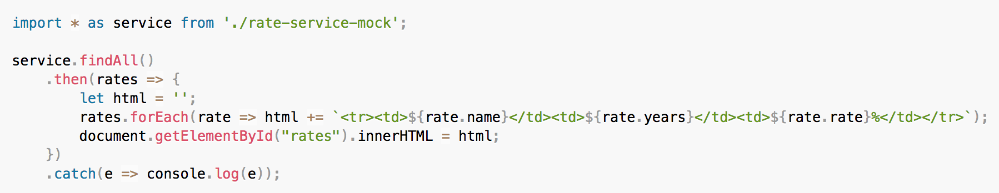 import * as service from './rate-service-mock';

service.findAll()
    .then(rates => {
        let html = '';
        rates.forEach(rate => html += `<tr><td>${rate.name}</td><td>${rate.years}</td><td>${rate.rate}%</td></tr>`);
        document.getElementById("rates").innerHTML = html;
    })
    .catch(e => console.log(e));